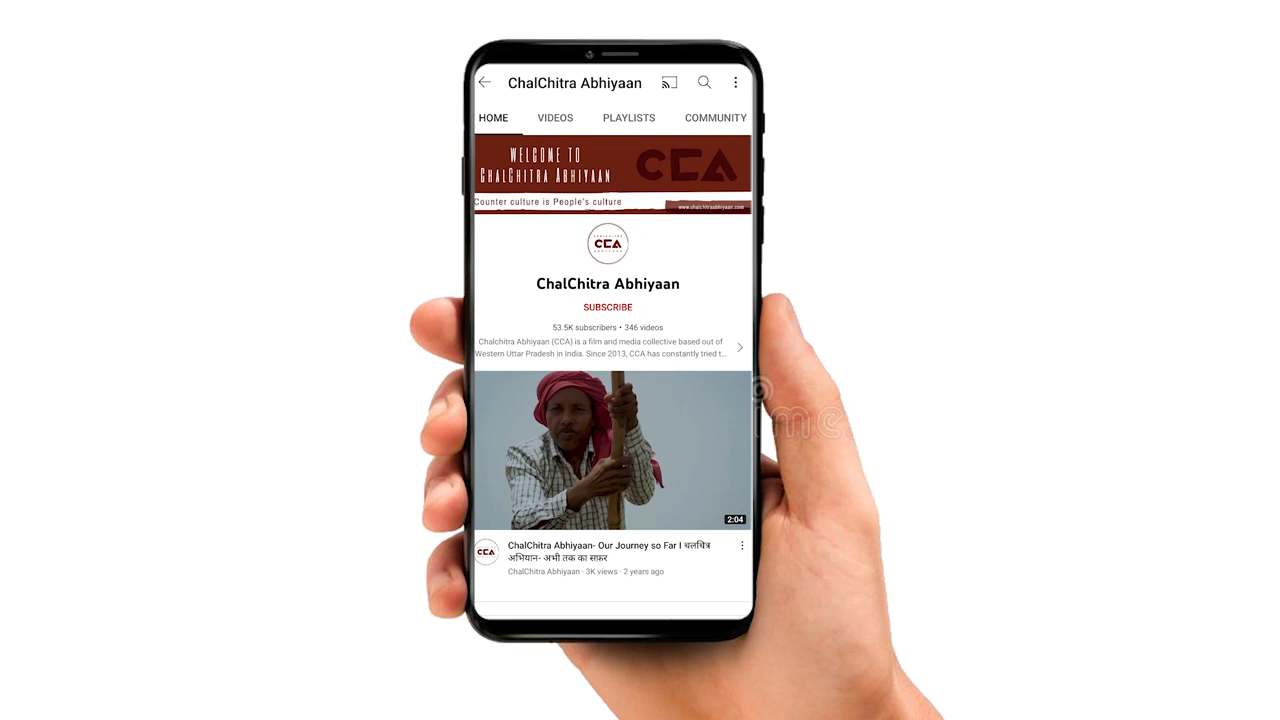 ChalChitra Abhiyaan
HOME VIDEOS PLAYLISTS COMMUNITY
WELCOME TO
CHALCHITRA ABHIYAAN
CCA
Counter culture is People's culture
www.chalchitraabhiyaan.com
CCA
ChalChitra Abhiyaan
SUBSCRIBE
53.5K subscribers • 346 videos
Chalchitra Abhiyaan (CCA) is a film and media collective based out of
Western Uttar Pradesh in India. Since 2013, CCA has constantly tried t...
2:04
CCA
ChalChitra Abhiyaan- Our Journey so Far I चलचित्र
अभियान- अभी तक का सफ़र
ChalChitra Abhiyaan · 3K views · 2 years ago